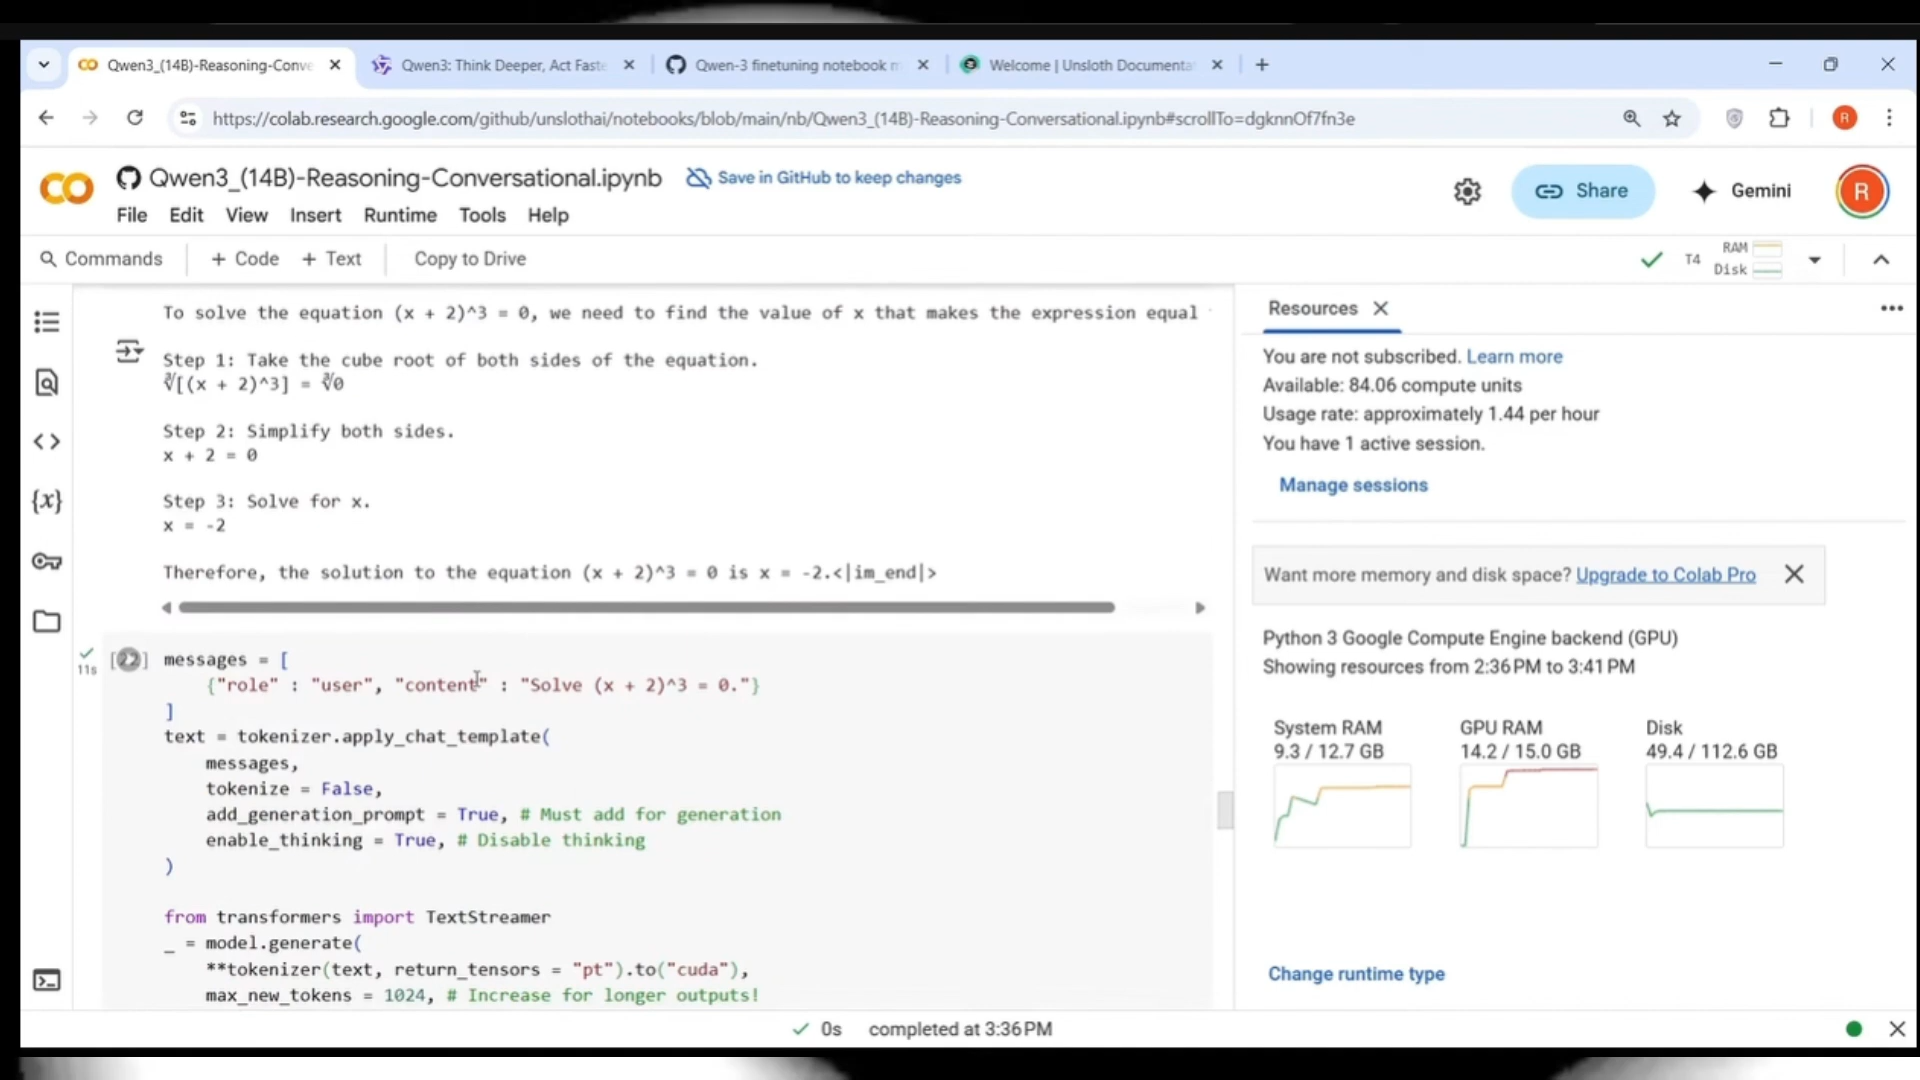 Qwen3_(14B)-Reasoning-Conve
Qwen3: Think Deeper, Act Faste
Qwen-3 finetuning notebook m
Welcome | Unsloth Documenta
https://colab.research.google.com/github/unslothai/notebooks/blob/main/nb/Qwen3_(14B)-Reasoning-Conversational.ipynb#scrollTo=dgknnOf7fn3e
R
CO
Qwen3_(14B)-Reasoning-Conversational.ipynb
Save in GitHub to keep changes
Share
Gemini
R
File Edit View Insert Runtime Tools Help
Commands
+ Code + Text
Copy to Drive
T4
RAM
Disk
To solve the equation (x + 2)^3 = 0, we need to find the value of x that makes the expression equal
Step 1: Take the cube root of both sides of the equation.
∛[(x + 2)^3] = ∛0
Step 2: Simplify both sides.
x + 2 = 0
Step 3: Solve for x.
x = -2
Therefore, the solution to the equation (x + 2)^3 = 0 is x = -2.<|im_end|>
11s
[22]
messages = [
{"role" : "user", "content" : "Solve (x + 2)^3 = 0."}
]
text = tokenizer.apply_chat_template(
messages,
tokenize = False,
add_generation_prompt = True, # Must add for generation
enable_thinking = True, # Disable thinking
)
from transformers import TextStreamer
_ = model.generate(
**tokenizer(text, return_tensors = "pt").to("cuda"),
max_new_tokens = 1024, # Increase for longer outputs!
Resources
You are not subscribed. Learn more
Available: 84.06 compute units
Usage rate: approximately 1.44 per hour
You have 1 active session.
Manage sessions
Want more memory and disk space? Upgrade to Colab Pro
Python 3 Google Compute Engine backend (GPU)
Showing resources from 2:36 PM to 3:41 PM
System RAM
9.3 / 12.7 GB
GPU RAM
14.2 / 15.0 GB
Disk
49.4 / 112.6 GB
Change runtime type
0s completed at 3:36 PM